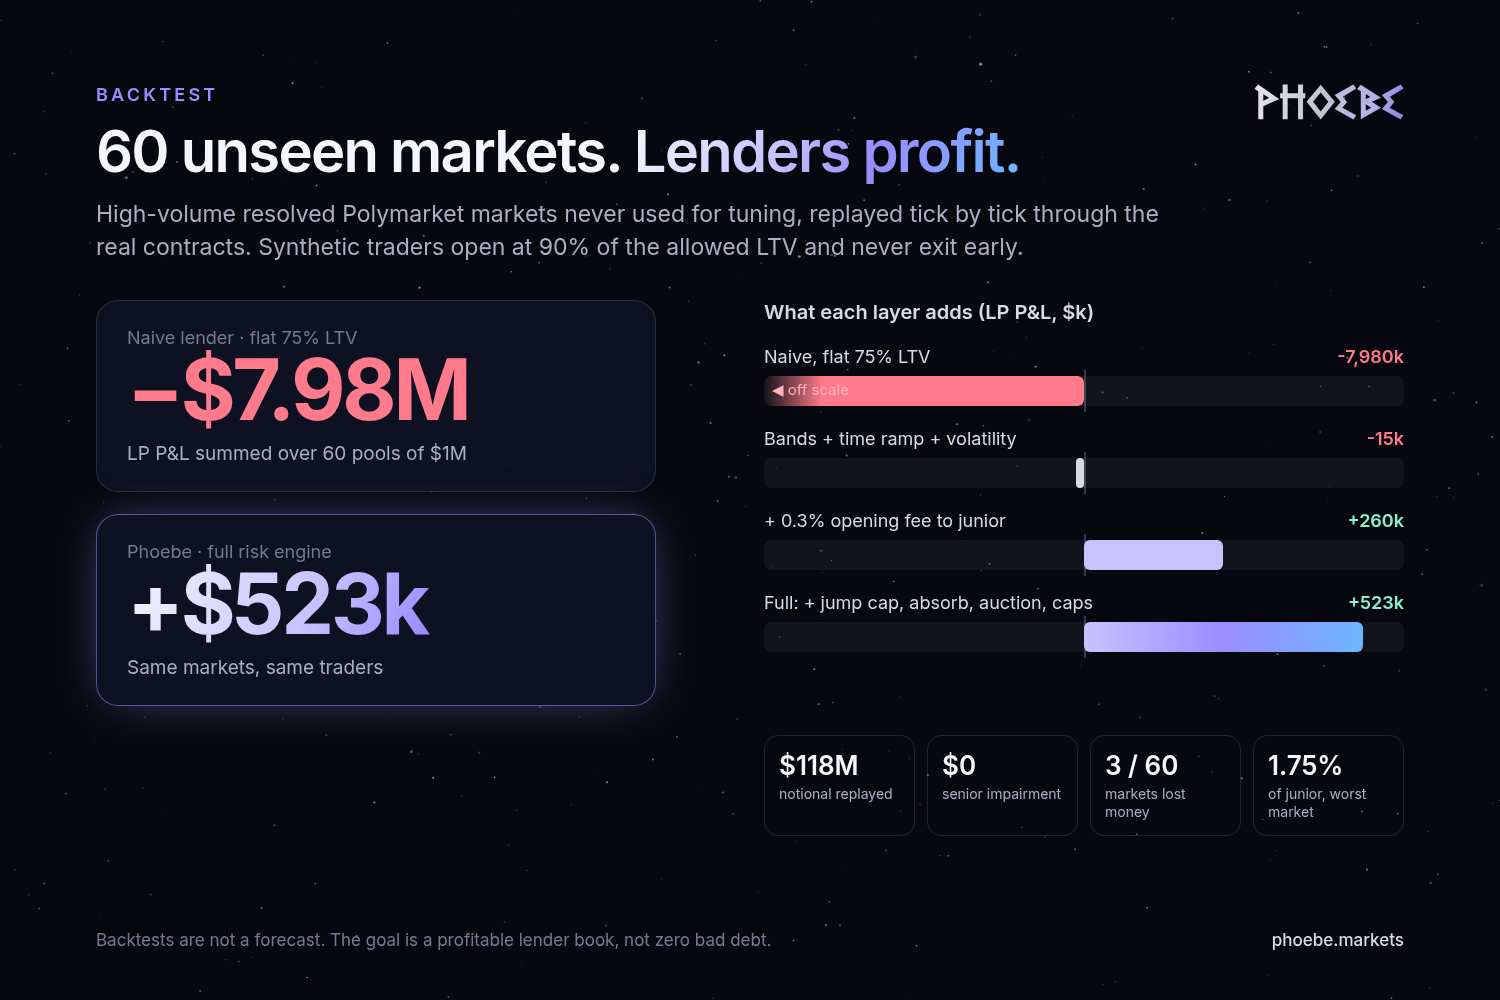 BACKTEST
PHOEBE
60 unseen markets. Lenders profit.
High-volume resolved Polymarket markets never used for tuning, replayed tick by tick through the
real contracts. Synthetic traders open at 90% of the allowed LTV and never exit early.
Naive lender · flat 75% LTV
–$7.98M
LP P&L summed over 60 pools of $1M
Phoebe · full risk engine
+$523k
Same markets, same traders
What each layer adds (LP P&L, $k)
Naive, flat 75% LTV
-7,980k
◀ off scale
Bands + time ramp + volatility
-15k
+ 0.3% opening fee to junior
+260k
Full: + jump cap, absorb, auction, caps
+523k
$118M
notional replayed
$0
senior impairment
3 / 60
markets lost
money
1.75%
of junior, worst
market
Backtests are not a forecast. The goal is a profitable lender book, not zero bad debt.
phoebe.markets